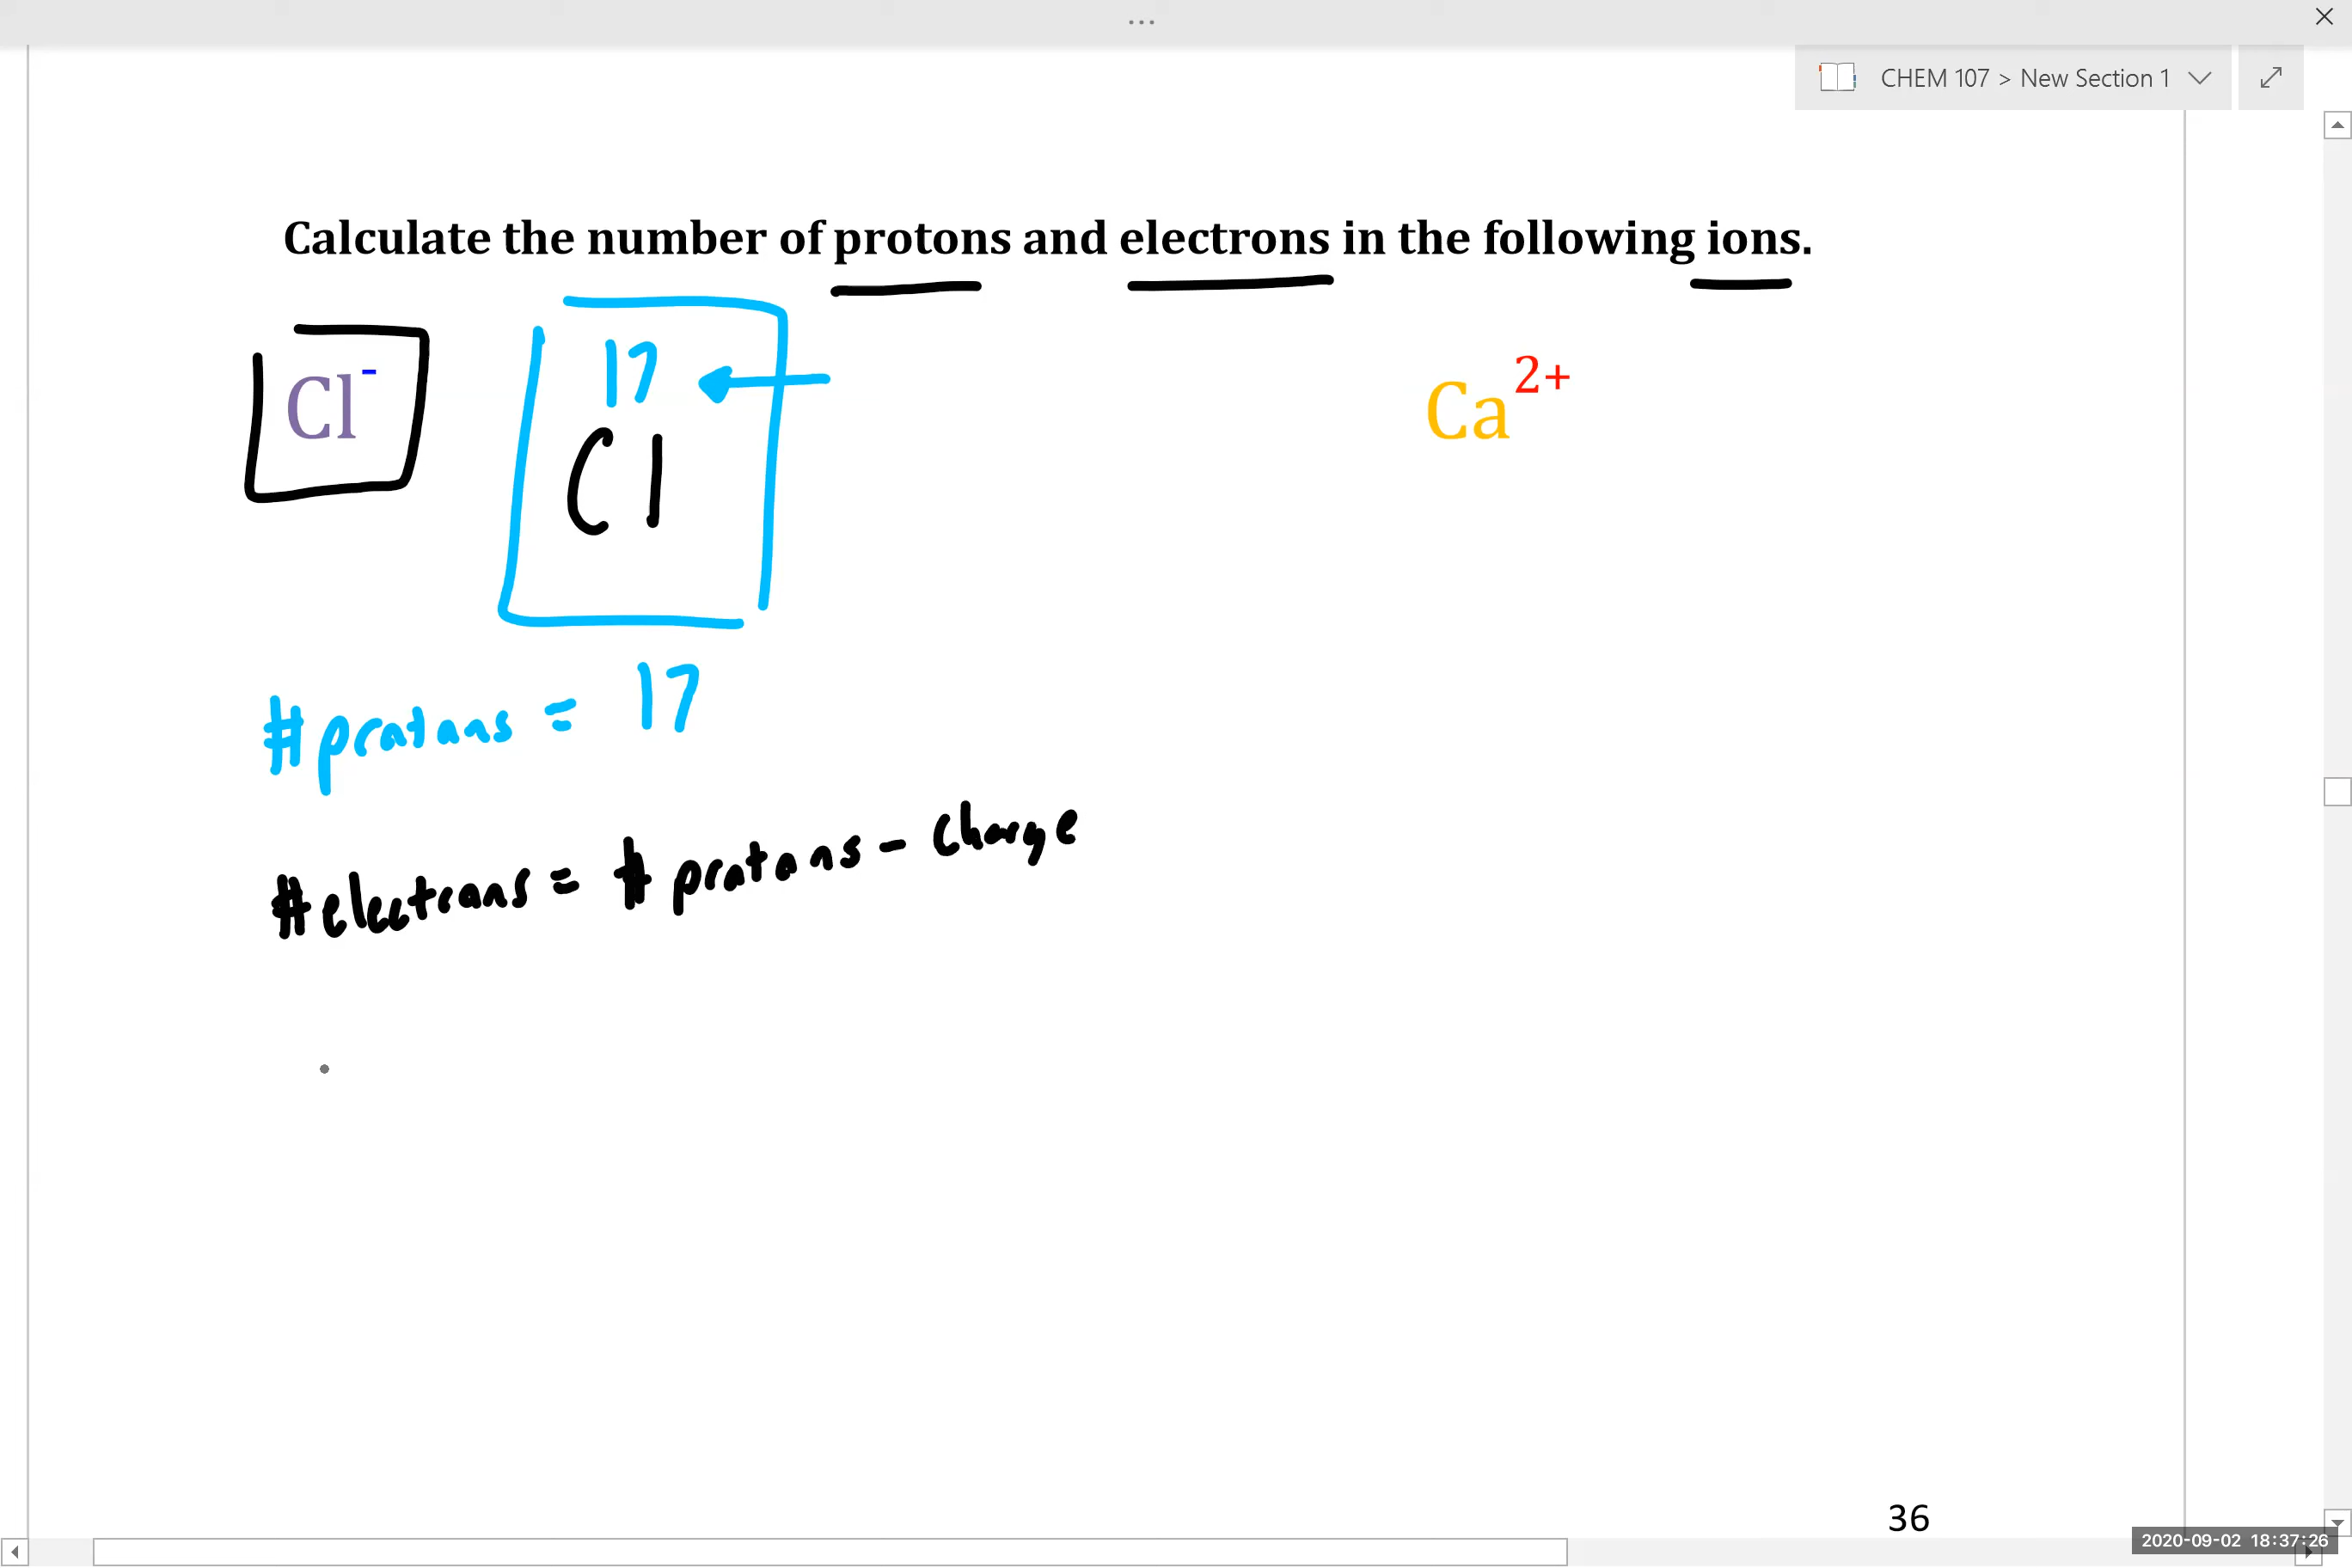 CHEM 107 > New Section 1
Calculate the number of protons and electrons in the following ions.
Cl-
17
Cl
Ca2+
#protons = 17
#electrons = # protons - charge
36
2020-09-02 18:37:26